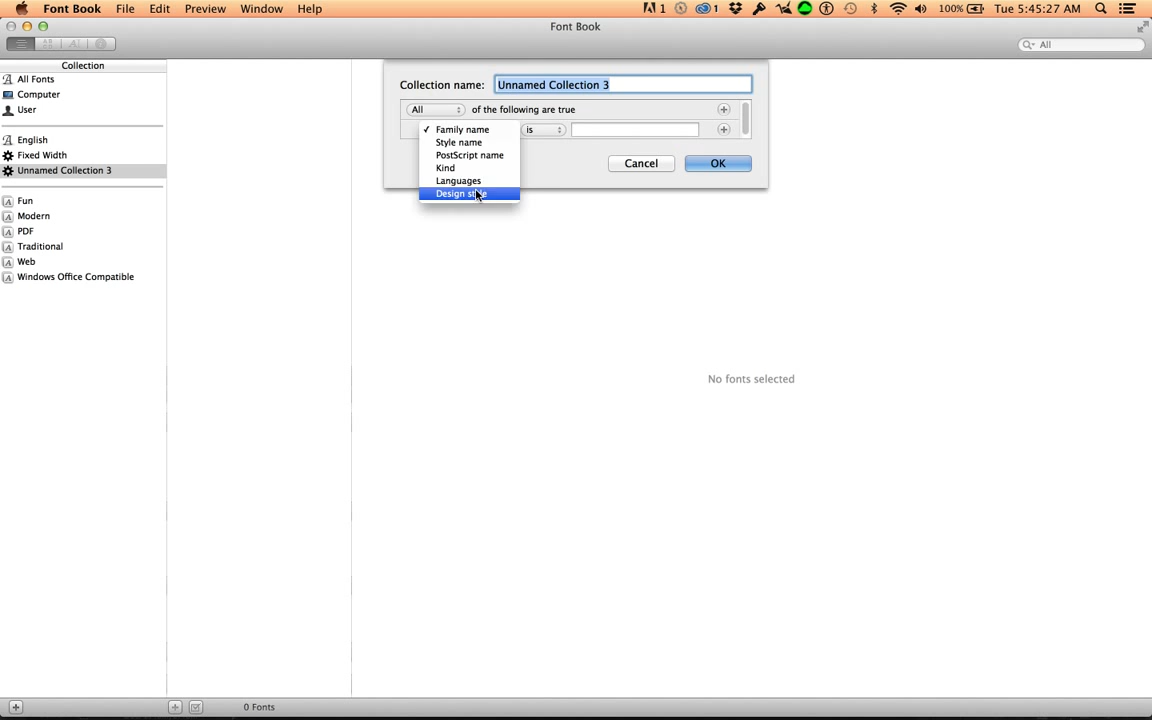 Font Book File Edit Preview Window Help 1 1 100% Tue 5:45:27 AM
Font Book
All
Collection
All Fonts
Computer
User
English
Fixed Width
Unnamed Collection 3
Fun
Modern
PDF
Traditional
Web
Windows Office Compatible
Collection name: Unnamed Collection 3
All of the following are true
✓ Family name is
Style name
PostScript name
Kind
Languages
Design style
Cancel OK
No fonts selected
0 Fonts